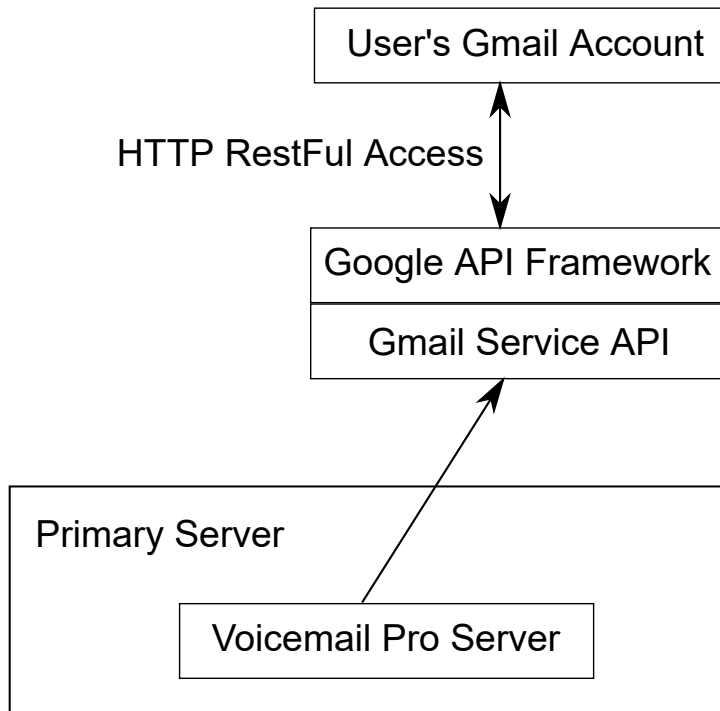 User's Gmail Account
HTTP RestFul Access
Google API Framework
Gmail Service API
Primary Server
Voicemail Pro Server